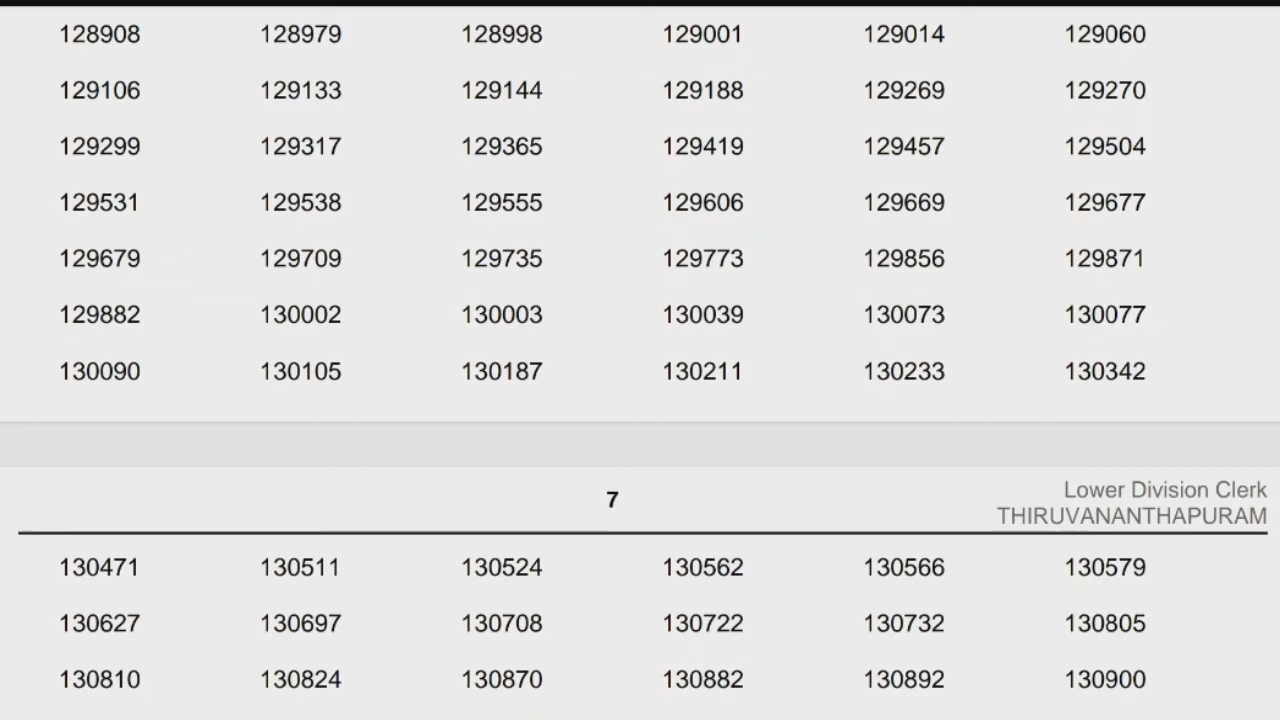 128908 128979 128998 129001 129014 129060
129106 129133 129144 129188 129269 129270
129299 129317 129365 129419 129457 129504
129531 129538 129555 129606 129669 129677
129679 129709 129735 129773 129856 129871
129882 130002 130003 130039 130073 130077
130090 130105 130187 130211 130233 130342
7
Lower Division Clerk
THIRUVANANTHAPURAM
130471 130511 130524 130562 130566 130579
130627 130697 130708 130722 130732 130805
130810 130824 130870 130882 130892 130900